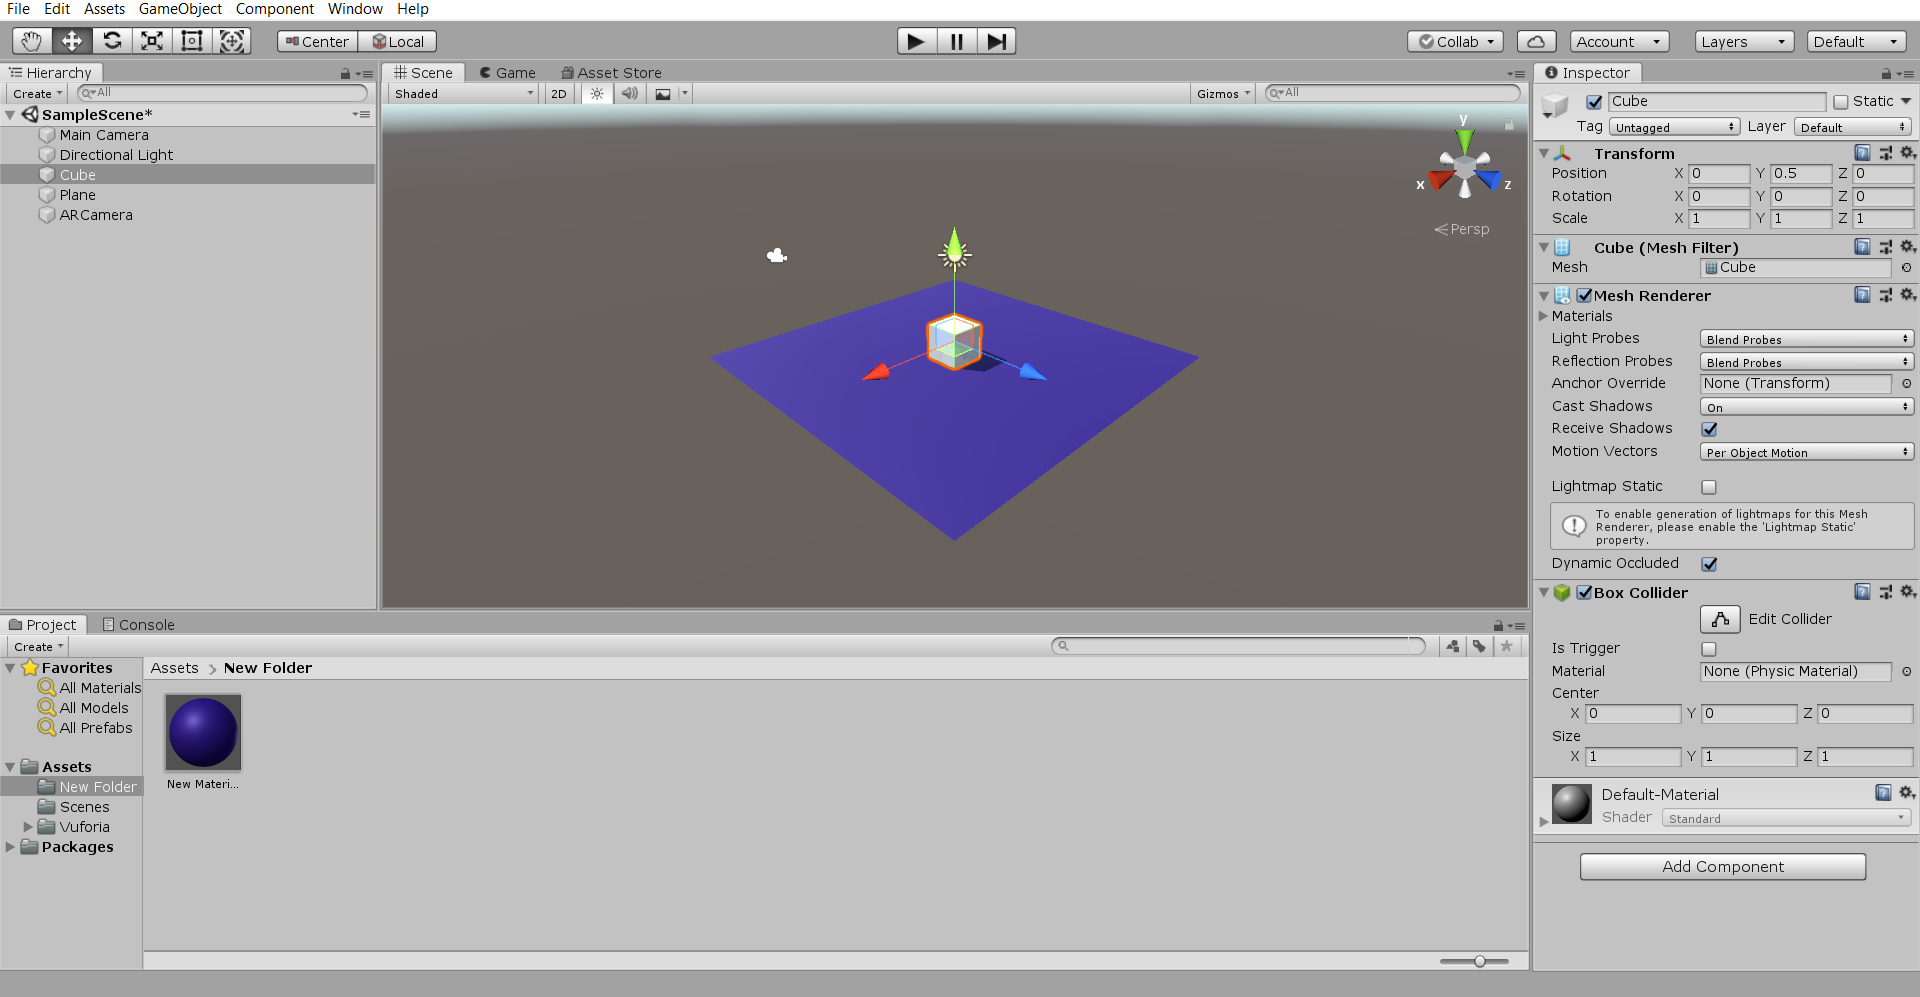 File Edit Assets GameObject Component Window Help
Center Local Collab Account Layers Default
Hierarchy
Create All
SampleScene*
Main Camera
Directional Light
Cube
Plane
ARCamera
Scene Game Asset Store
Shaded 2D Gizmos All
y
x z
Persp
Inspector
Cube Static
Tag Untagged Layer Default
Transform
Position X 0 Y 0.5 Z 0
Rotation X 0 Y 0 Z 0
Scale X 1 Y 1 Z 1
Cube (Mesh Filter)
Mesh Cube
Mesh Renderer
Materials
Light Probes Blend Probes
Reflection Probes Blend Probes
Anchor Override None (Transform)
Cast Shadows On
Receive Shadows
Motion Vectors Per Object Motion
Lightmap Static
To enable generation of lightmaps for this Mesh
Renderer, please enable the 'Lightmap Static'
property.
Dynamic Occluded
Box Collider
Edit Collider
Is Trigger
Material None (Physic Material)
Center
X 0 Y 0 Z 0
Size
X 1 Y 1 Z 1
Default-Material
Shader Standard
Add Component
Project Console
Create
Favorites
All Materials
All Models
All Prefabs
Assets
New Folder
Scenes
Vuforia
Packages
Assets > New Folder
New Materi...